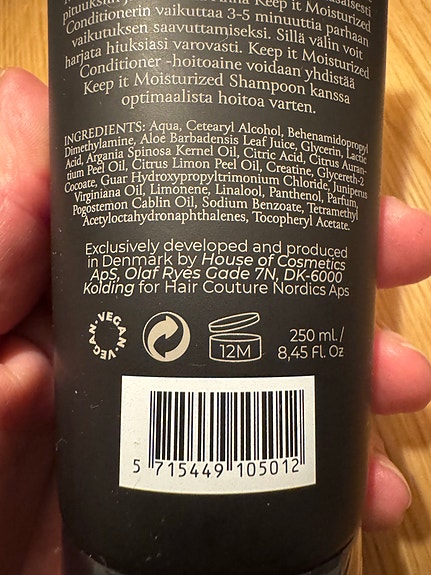 Keep it Moisturized
Conditionerin vaikuttaa 3-5 minuuttia parhaan
vaikutuksen saavuttamiseksi. Sillä välin voit
harjata hiuksiasi varovasti. Keep it Moisturized
Conditioner -hoitoaine voidaan yhdistää
Keep it Moisturized Shampoon kanssa
optimaalista hoitoa varten.
INGREDIENTS: Aqua, Cetearyl Alcohol, Behenamidopropyl
Dimethylamine, Aloe Barbadensis Leaf Juice, Glycerin, Lactic
Acid, Argania Spinosa Kernel Oil, Citric Acid, Citrus Auran-
tium Peel Oil, Citrus Limon Peel Oil, Creatine, Glycereth-2
Cocoate, Guar Hydroxypropyltrimonium Chloride, Juniperus
Virginiana Oil, Limonene, Linalool, Panthenol, Parfum,
Pogostemon Cablin Oil, Sodium Benzoate, Tetramethyl
Acetyloctahydronaphthalenes, Tocopheryl Acetate.
Exclusively developed and produced
in Denmark by House of Cosmetics
ApS, Olaf Ryes Gade 7N, DK-6000
Kolding for Hair Couture Nordics Aps
VEGAN · VEGAN ·
12M
250 ml./
8,45 Fl. Oz
5 715449 105012